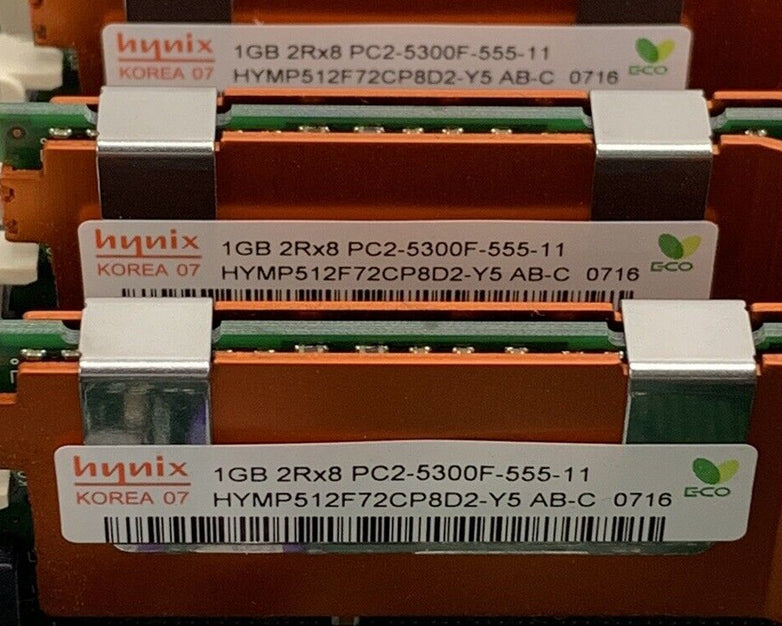 hynix
KOREA 07
1GB 2Rx8 PC2-5300F-555-11
HYMP512F72CP8D2-Y5 AB-C 0716
ECO
hynix
KOREA 07
1GB 2Rx8 PC2-5300F-555-11
HYMP512F72CP8D2-Y5 AB-C 0716
ECO
hynix
KOREA 07
1GB 2Rx8 PC2-5300F-555-11
HYMP512F72CP8D2-Y5 AB-C 0716
ECO